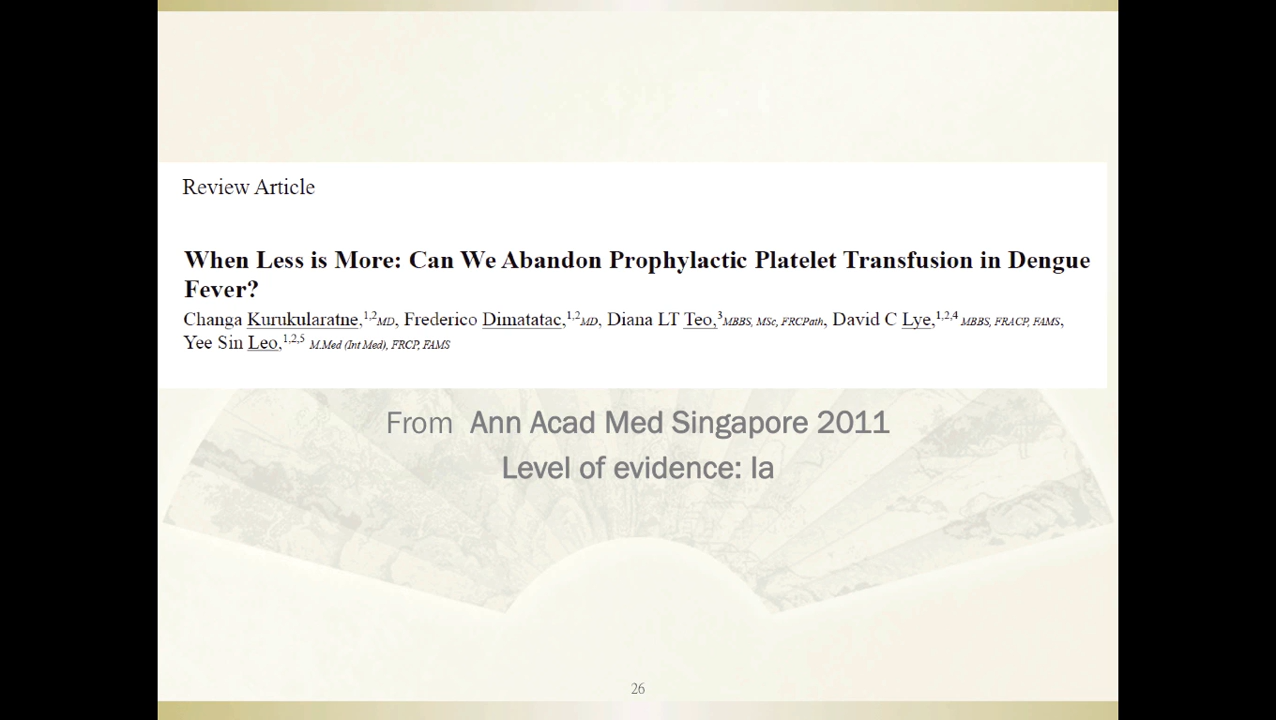 Review Article
When Less is More: Can We Abandon Prophylactic Platelet Transfusion in Dengue
Fever?
Changa Kurukularatne,1,2MD, Frederico Dimatatac,1,2MD, Diana LT Teo,3MBBS, MSc, FRCPath, David C Lye,1,2,4 MBBS, FRACP, FAMS,
Yee Sin Leo,1,2,5 M.Med (Int Med), FRCP, FAMS
From Ann Acad Med Singapore 2011
Level of evidence: Ia
26